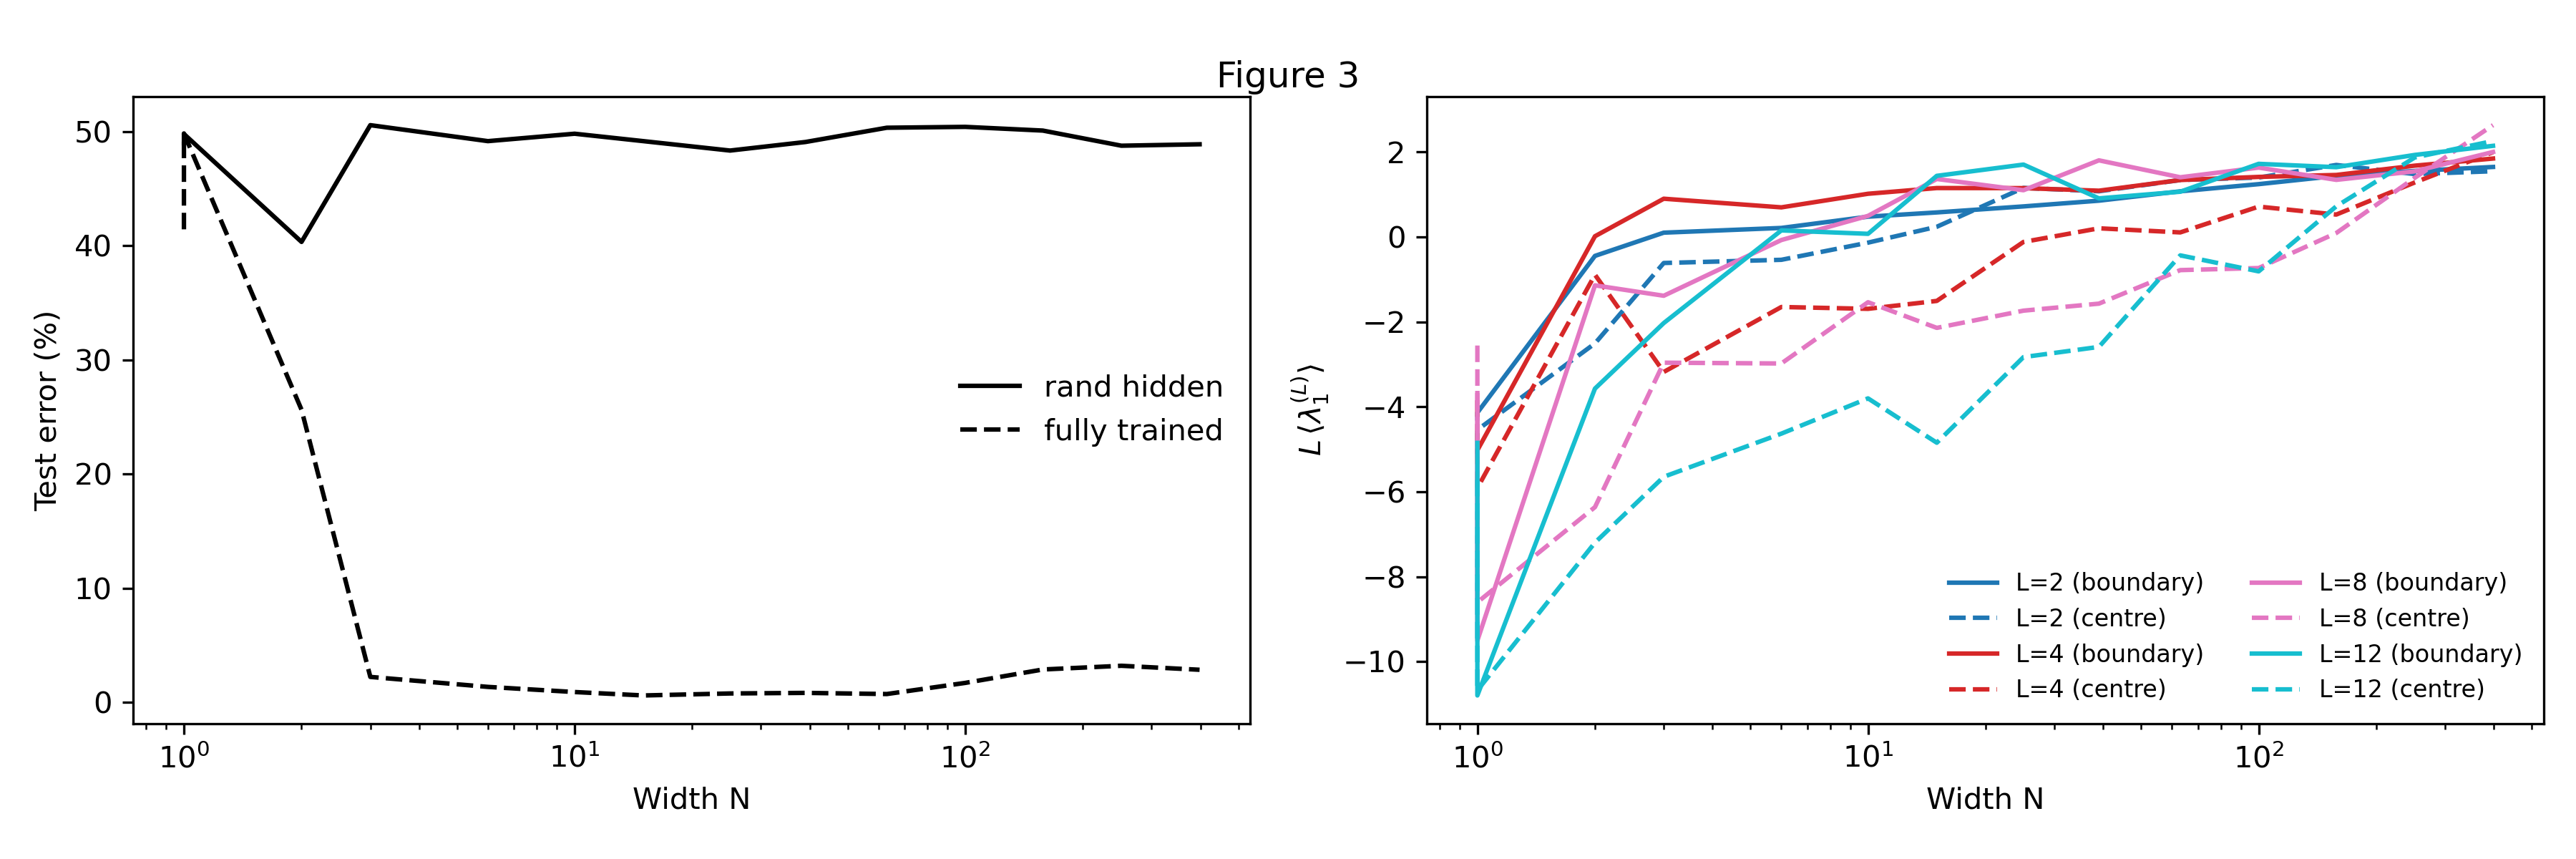 Figure 3
Test error (%)
50
40
30
20
10
0
10⁰
10¹
10²
Width N
rand hidden
fully trained
L ⟨λ₁⁽ᴸ⁾⟩
2
0
−2
−4
−6
−8
−10
10⁰
10¹
10²
Width N
L=2 (boundary)
L=2 (centre)
L=4 (boundary)
L=4 (centre)
L=8 (boundary)
L=8 (centre)
L=12 (boundary)
L=12 (centre)